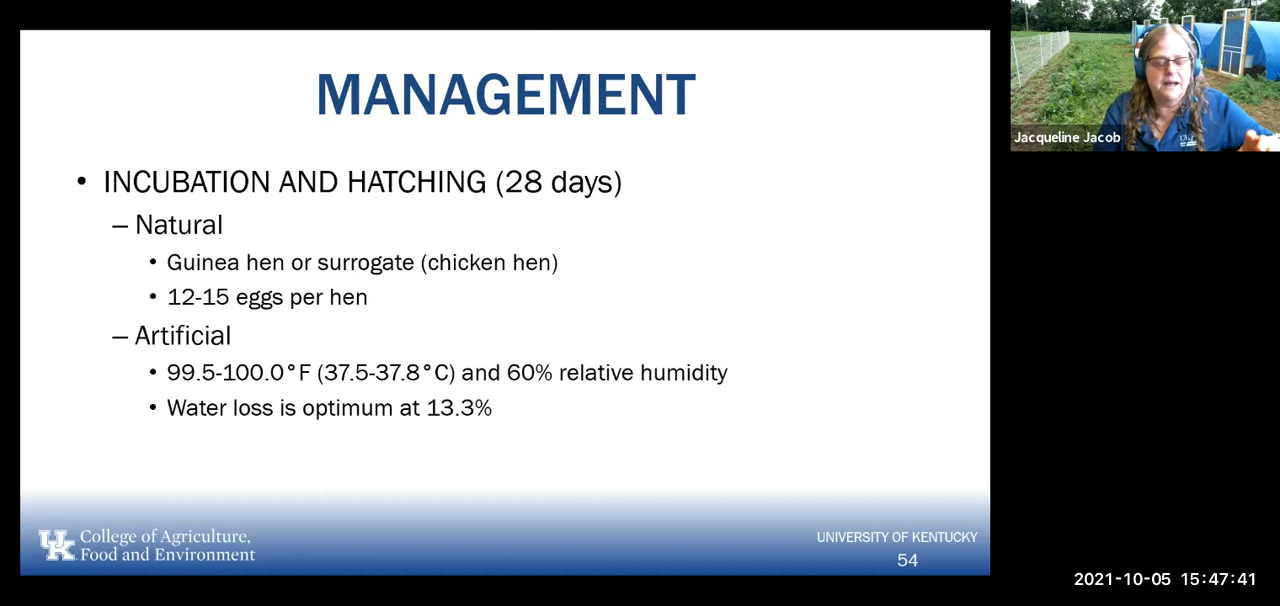 MANAGEMENT
• INCUBATION AND HATCHING (28 days)
– Natural
• Guinea hen or surrogate (chicken hen)
• 12-15 eggs per hen
– Artificial
• 99.5-100.0°F (37.5-37.8°C) and 60% relative humidity
• Water loss is optimum at 13.3%
UK College of Agriculture,
Food and Environment
UNIVERSITY OF KENTUCKY
54
Jacqueline Jacob
2021-10-05 15:47:41